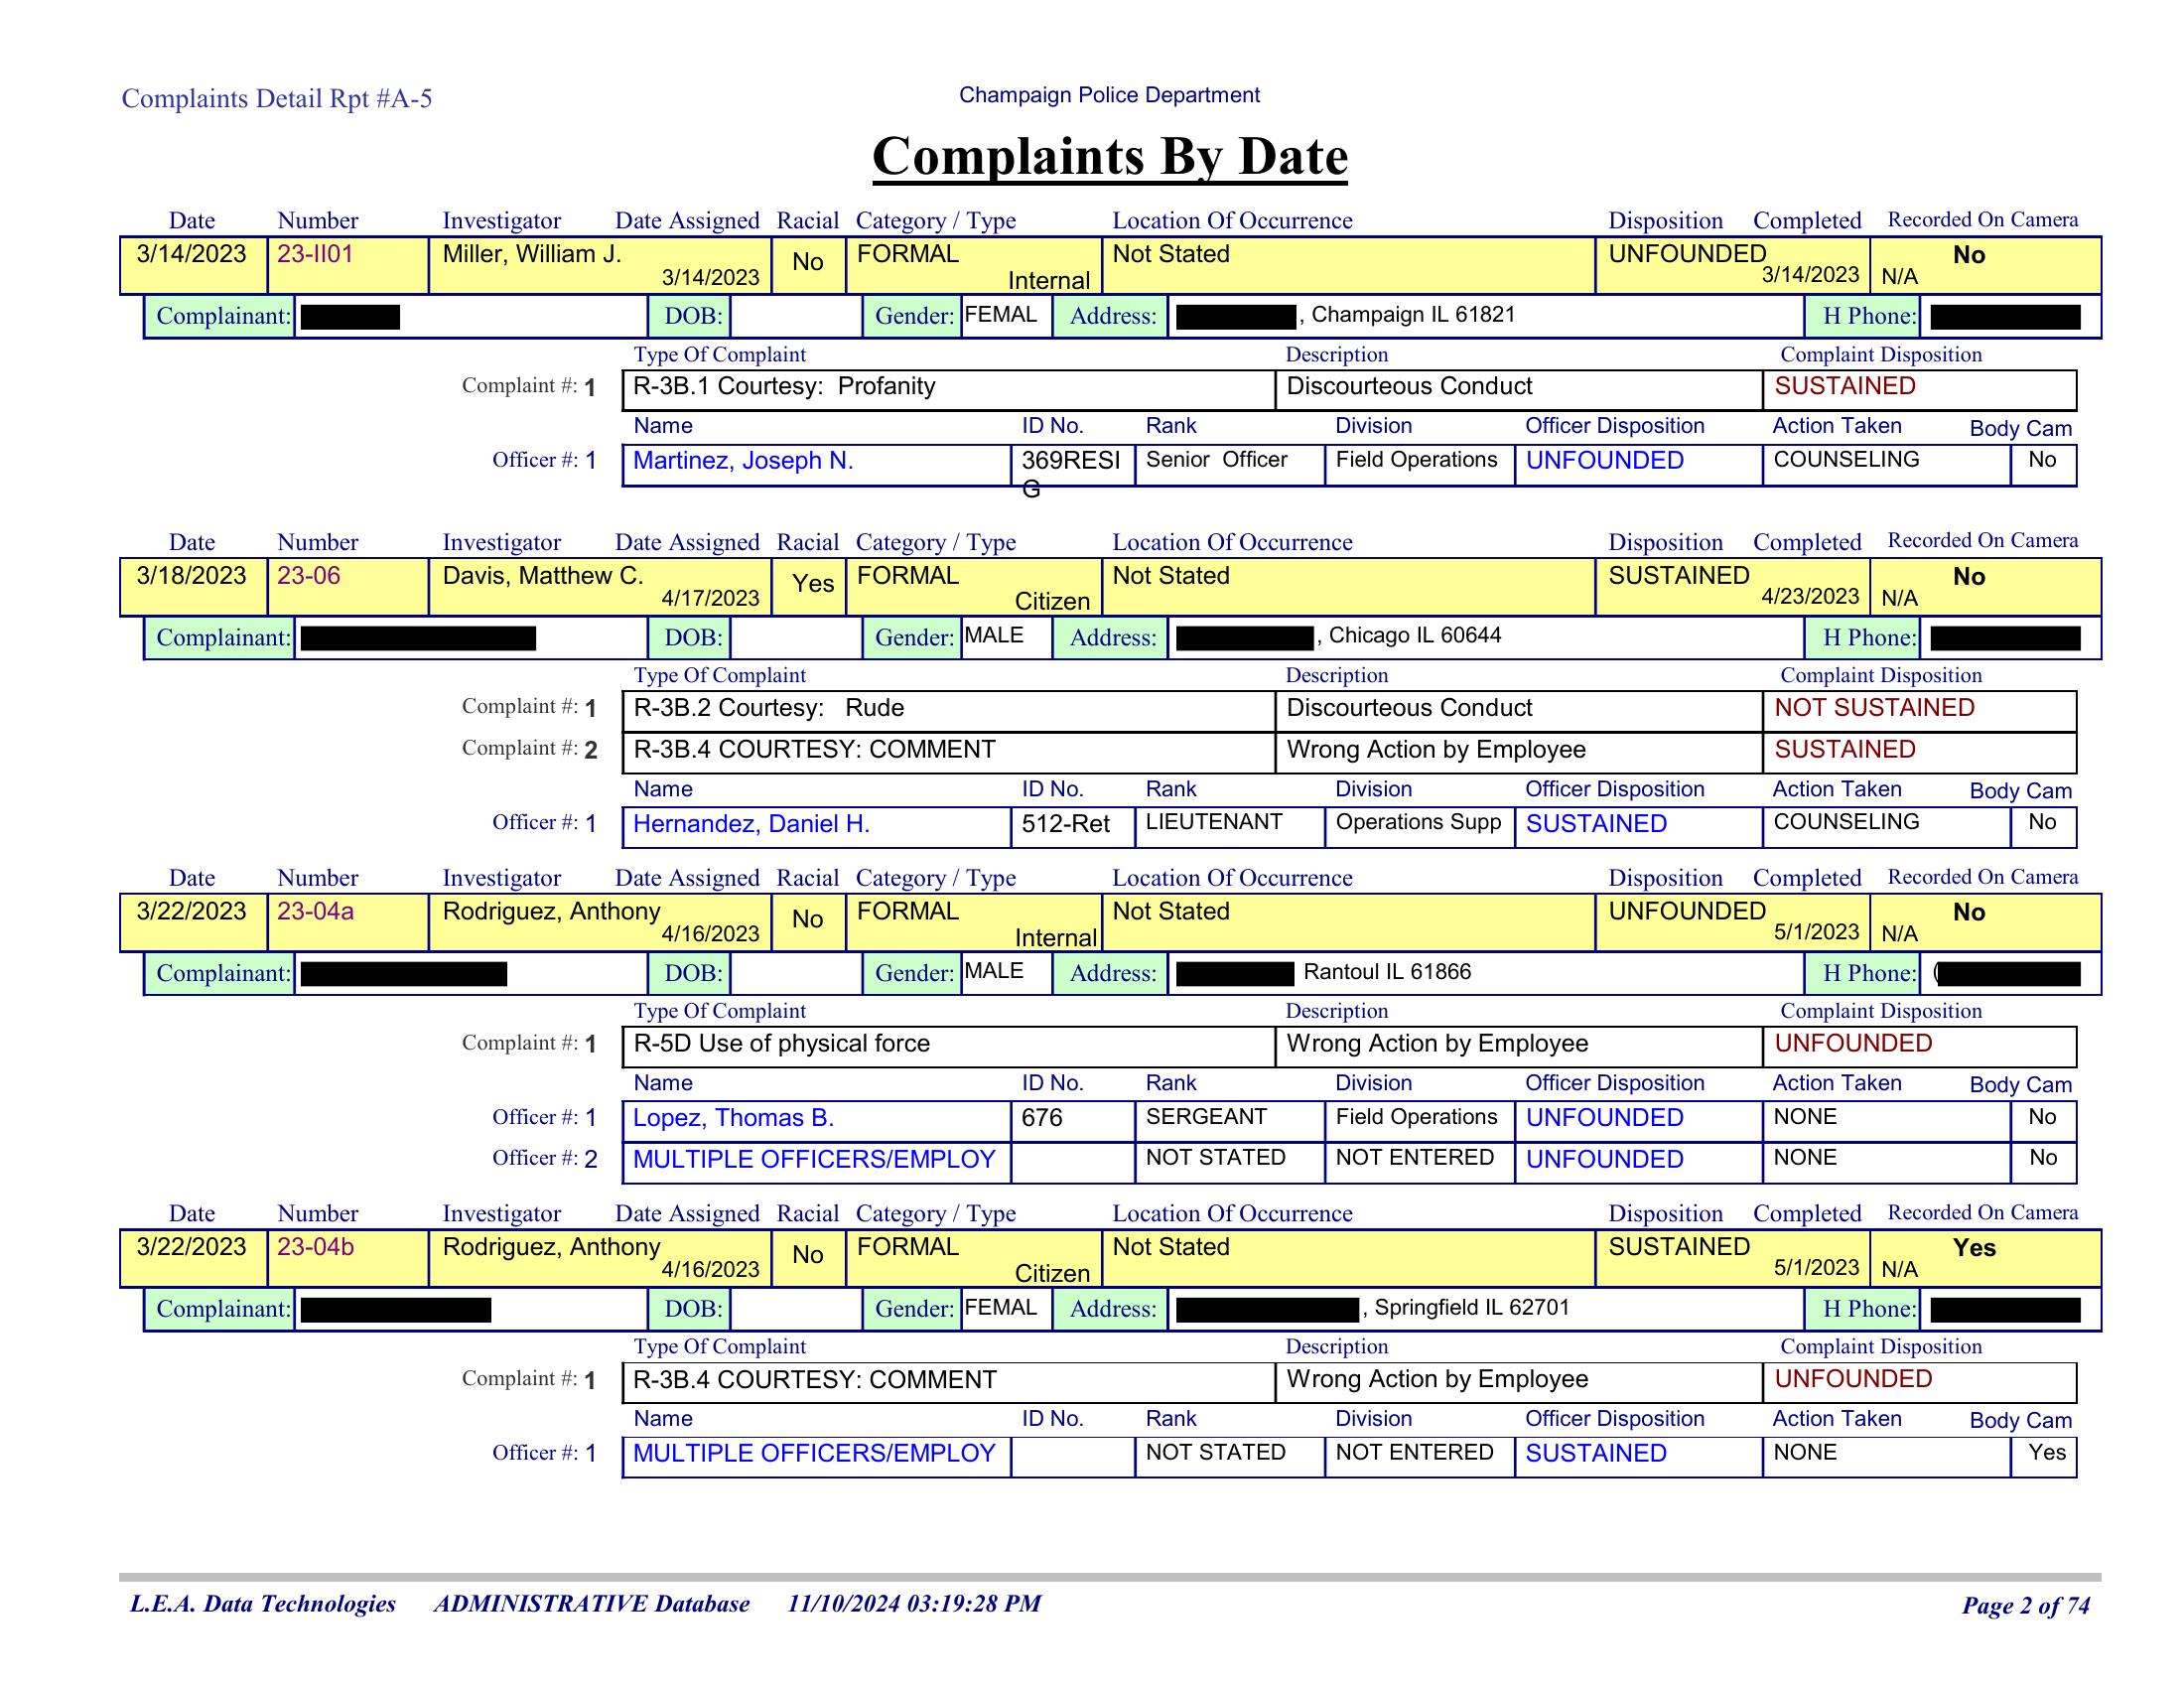 Complaints Detail Rpt #A-5 Champaign Police Department
Complaints By Date
Date Number Investigator Date Assigned Racial Category / Type Location Of Occurrence Disposition Completed Recorded On Camera
3/14/2023 23-II01 Miller, William J. 3/14/2023 No FORMAL Internal Not Stated UNFOUNDED 3/14/2023 No N/A
Complainant: DOB: Gender: FEMAL Address: , Champaign IL 61821 H Phone:
Type Of Complaint Description Complaint Disposition
Complaint #: 1 R-3B.1 Courtesy: Profanity Discourteous Conduct SUSTAINED
Name ID No. Rank Division Officer Disposition Action Taken Body Cam
Officer #: 1 Martinez, Joseph N. 369RESI Senior Officer Field Operations UNFOUNDED COUNSELING No
G
Date Number Investigator Date Assigned Racial Category / Type Location Of Occurrence Disposition Completed Recorded On Camera
3/18/2023 23-06 Davis, Matthew C. 4/17/2023 Yes FORMAL Citizen Not Stated SUSTAINED 4/23/2023 No N/A
Complainant: DOB: Gender: MALE Address: , Chicago IL 60644 H Phone:
Type Of Complaint Description Complaint Disposition
Complaint #: 1 R-3B.2 Courtesy: Rude Discourteous Conduct NOT SUSTAINED
Complaint #: 2 R-3B.4 COURTESY: COMMENT Wrong Action by Employee SUSTAINED
Name ID No. Rank Division Officer Disposition Action Taken Body Cam
Officer #: 1 Hernandez, Daniel H. 512-Ret LIEUTENANT Operations Supp SUSTAINED COUNSELING No
Date Number Investigator Date Assigned Racial Category / Type Location Of Occurrence Disposition Completed Recorded On Camera
3/22/2023 23-04a Rodriguez, Anthony 4/16/2023 No FORMAL Internal Not Stated UNFOUNDED 5/1/2023 No N/A
Complainant: DOB: Gender: MALE Address: Rantoul IL 61866 H Phone: (
Type Of Complaint Description Complaint Disposition
Complaint #: 1 R-5D Use of physical force Wrong Action by Employee UNFOUNDED
Name ID No. Rank Division Officer Disposition Action Taken Body Cam
Officer #: 1 Lopez, Thomas B. 676 SERGEANT Field Operations UNFOUNDED NONE No
Officer #: 2 MULTIPLE OFFICERS/EMPLOY NOT STATED NOT ENTERED UNFOUNDED NONE No
Date Number Investigator Date Assigned Racial Category / Type Location Of Occurrence Disposition Completed Recorded On Camera
3/22/2023 23-04b Rodriguez, Anthony 4/16/2023 No FORMAL Citizen Not Stated SUSTAINED 5/1/2023 Yes N/A
Complainant: DOB: Gender: FEMAL Address: , Springfield IL 62701 H Phone:
Type Of Complaint Description Complaint Disposition
Complaint #: 1 R-3B.4 COURTESY: COMMENT Wrong Action by Employee UNFOUNDED
Name ID No. Rank Division Officer Disposition Action Taken Body Cam
Officer #: 1 MULTIPLE OFFICERS/EMPLOY NOT STATED NOT ENTERED SUSTAINED NONE Yes
L.E.A. Data Technologies ADMINISTRATIVE Database 11/10/2024 03:19:28 PM Page 2 of 74